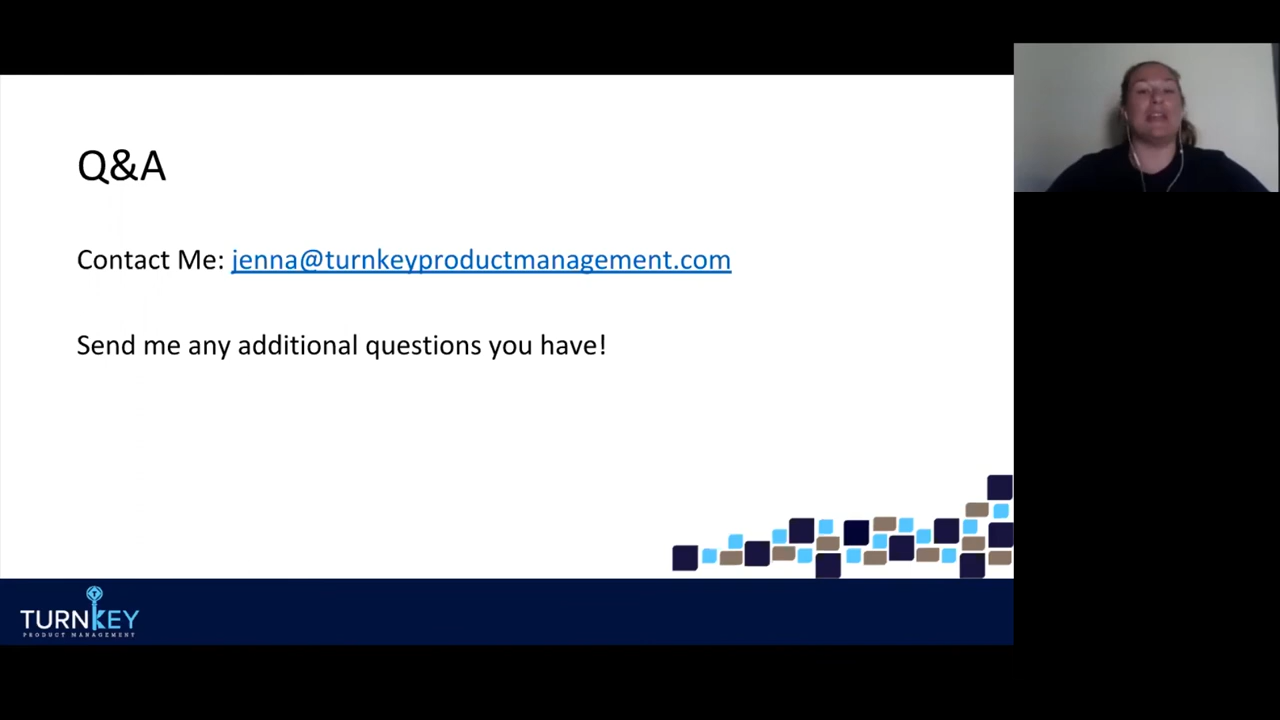 Q&A
Contact Me: jenna@turnkeyproductmanagement.com
Send me any additional questions you have!
TURNKEY
PRODUCT MANAGEMENT